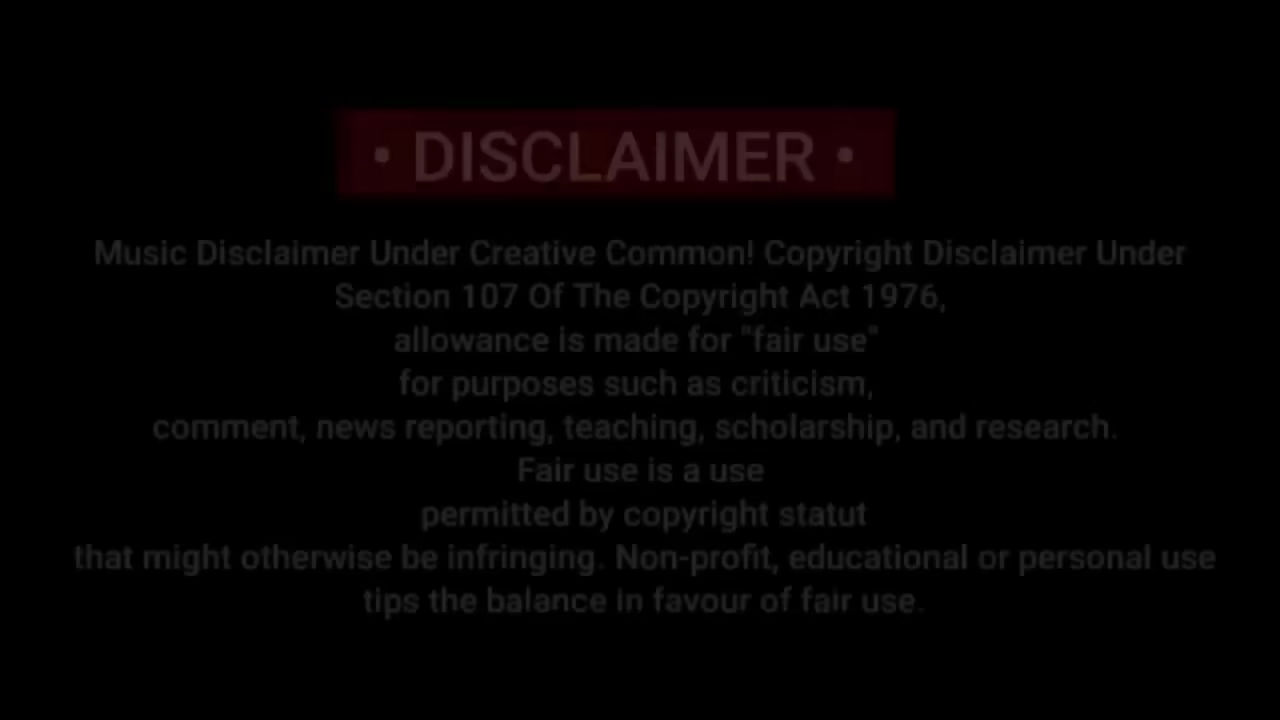 • DISCLAIMER •
Music Disclaimer Under Creative Common! Copyright Disclaimer Under
Section 107 Of The Copyright Act 1976,
allowance is made for "fair use"
for purposes such as criticism,
comment, news reporting, teaching, scholarship, and research.
Fair use is a use
permitted by copyright statut
that might otherwise be infringing. Non-profit, educational or personal use
tips the balance in favour of fair use.